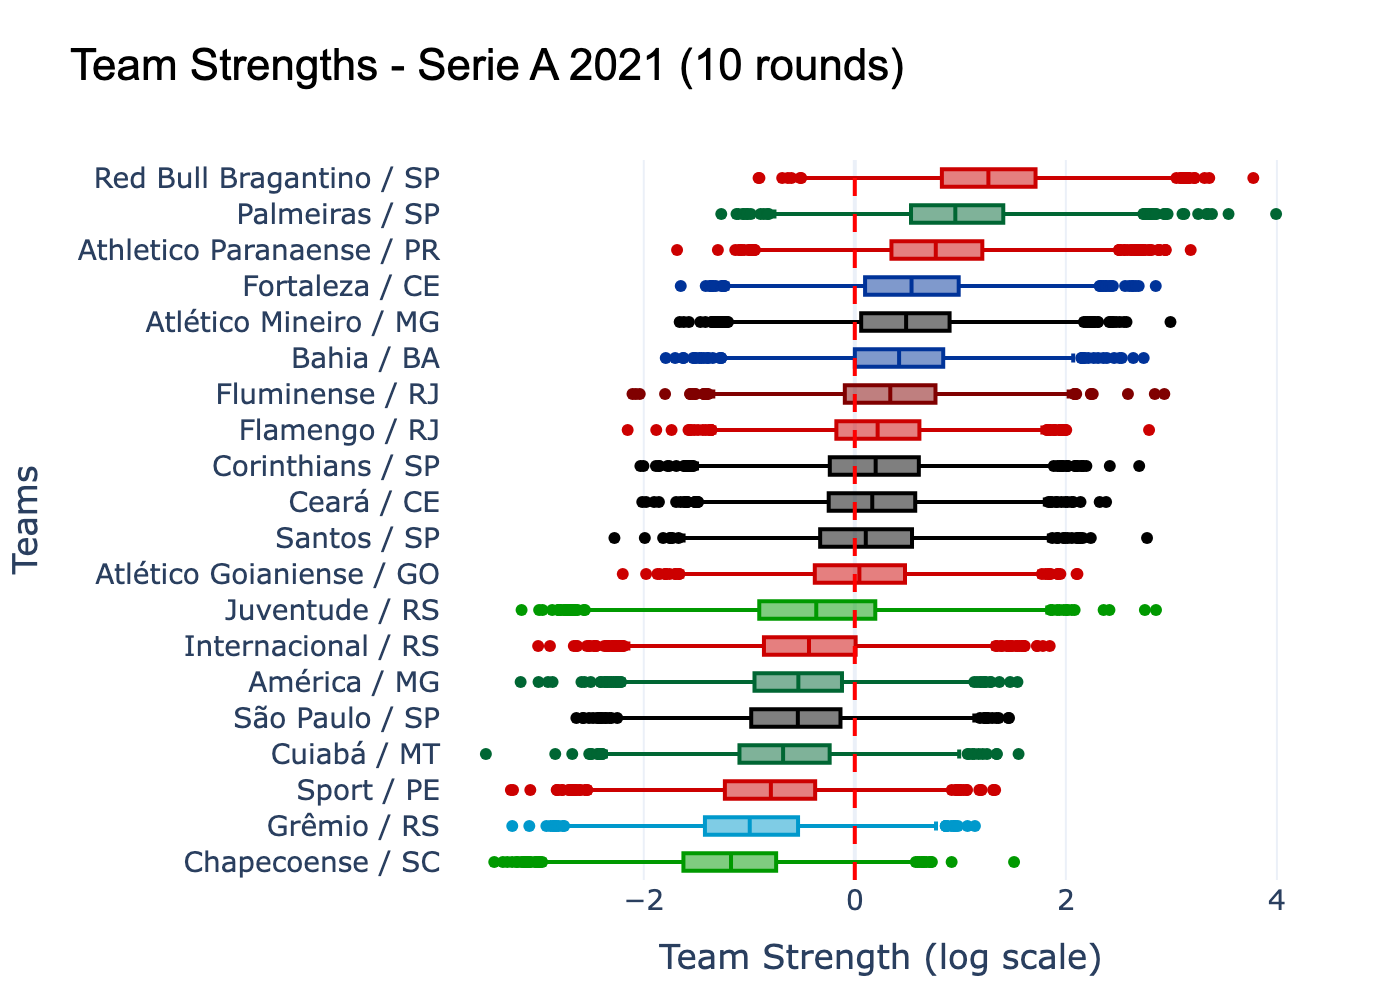 Team Strengths - Serie A 2021 (10 rounds)
Red Bull Bragantino / SP
Palmeiras / SP
Athletico Paranaense / PR
Fortaleza / CE
Atlético Mineiro / MG
Bahia / BA
Fluminense / RJ
Flamengo / RJ
Corinthians / SP
Ceará / CE
Santos / SP
Atlético Goianiense / GO
Juventude / RS
Internacional / RS
América / MG
São Paulo / SP
Cuiabá / MT
Sport / PE
Grêmio / RS
Chapecoense / SC
Teams
−2 0 2 4
Team Strength (log scale)